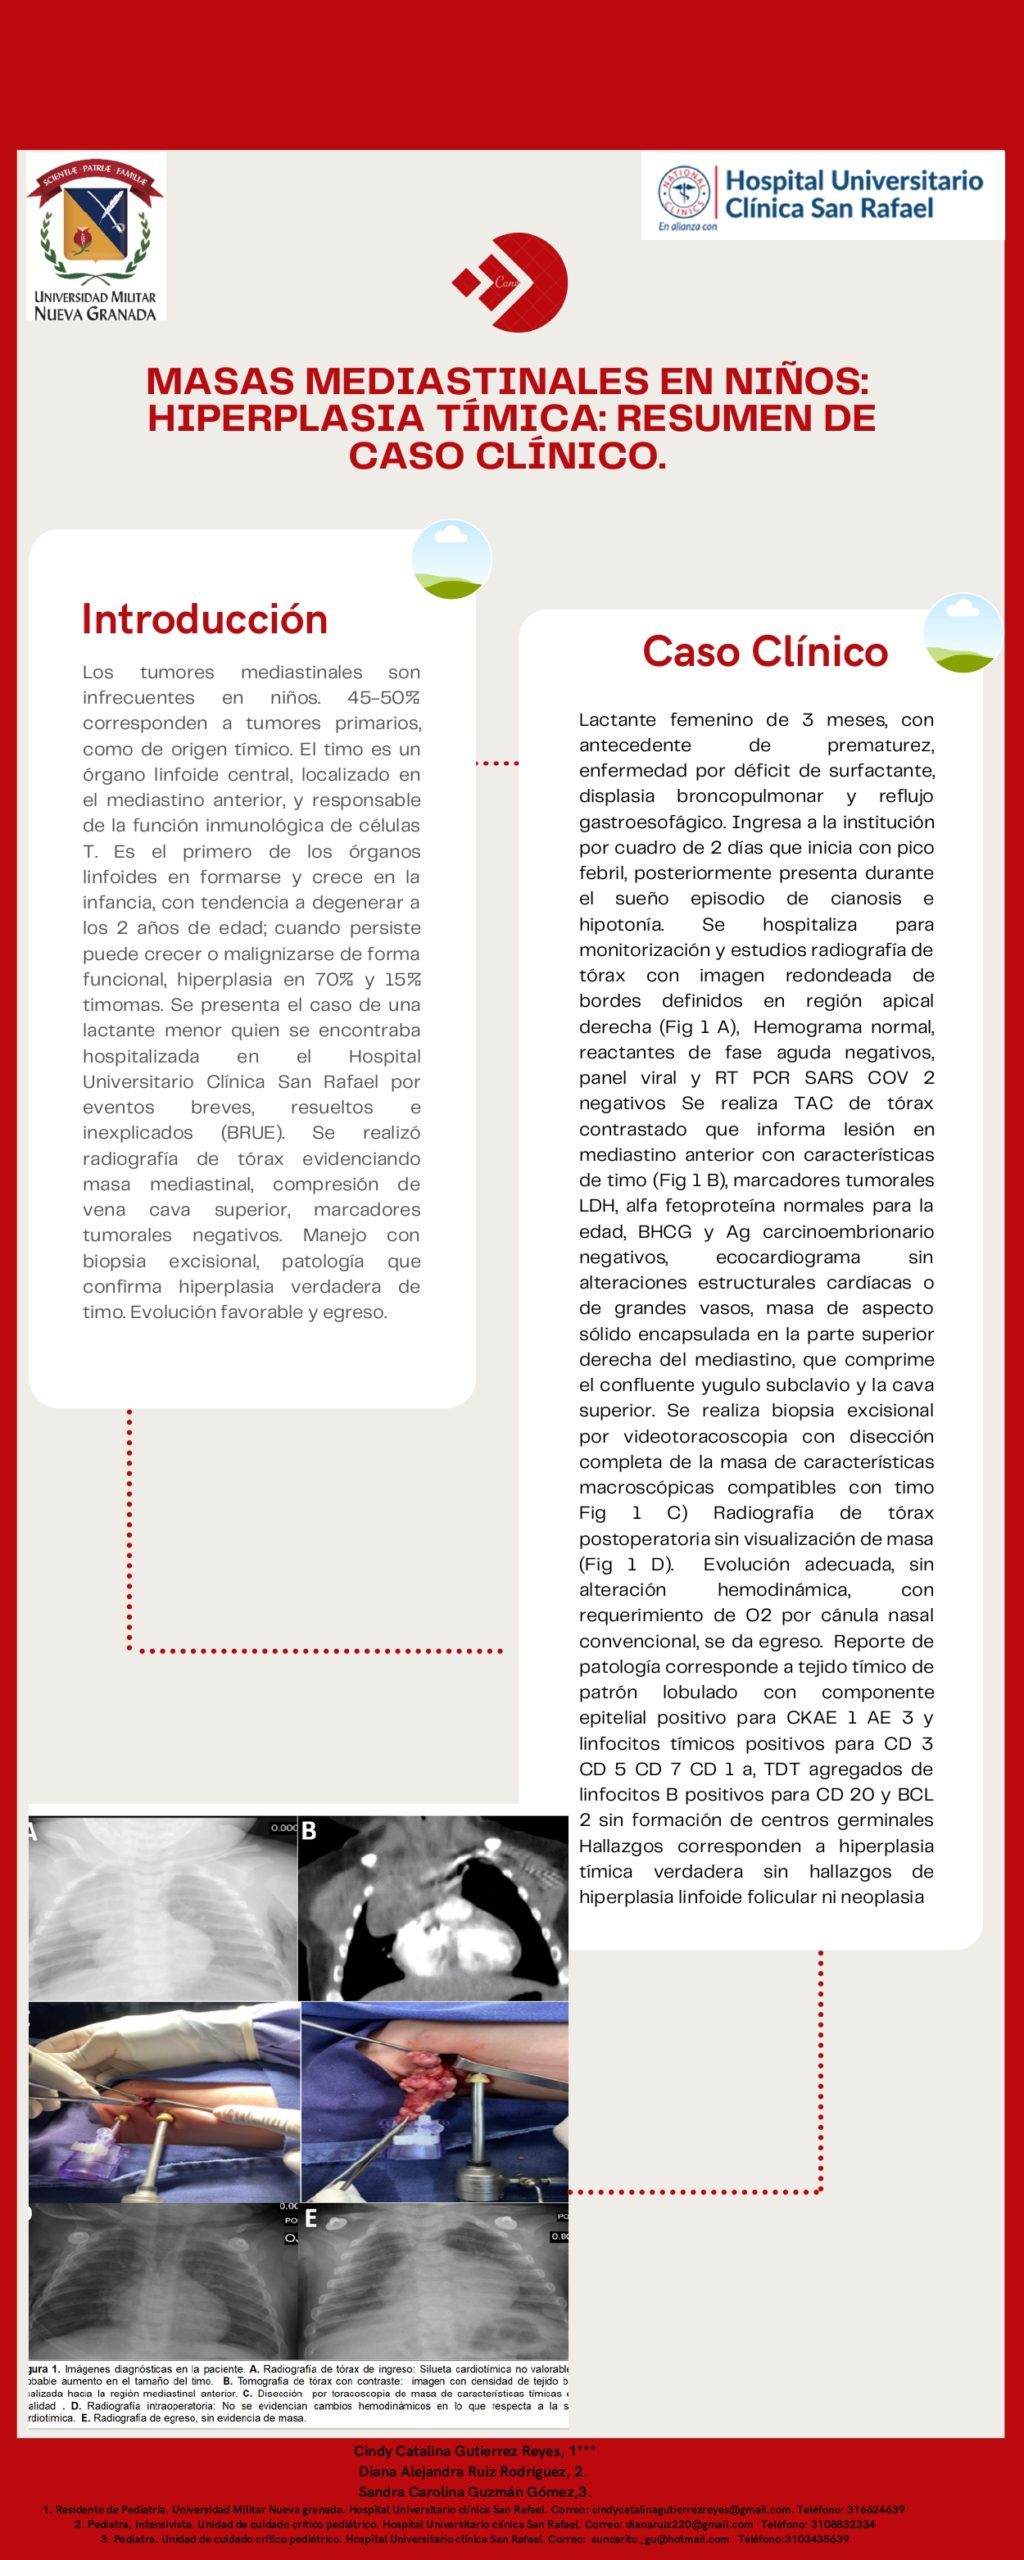 SCIENTIÆ · PATRIÆ · FAMILIÆ
UNIVERSIDAD MILITAR
NUEVA GRANADA
NATIONAL CLINICS
En alianza con
Hospital Universitario
Clínica San Rafael
MASAS MEDIASTINALES EN NIÑOS:
HIPERPLASIA TÍMICA: RESUMEN DE
CASO CLÍNICO.
Introducción
Los tumores mediastinales son
infrecuentes en niños. 45-50%
corresponden a tumores primarios,
como de origen tímico. El timo es un
órgano linfoide central, localizado en
el mediastino anterior, y responsable
de la función inmunológica de células
T. Es el primero de los órganos
linfoides en formarse y crece en la
infancia, con tendencia a degenerar a
los 2 años de edad; cuando persiste
puede crecer o malignizarse de forma
funcional, hiperplasia en 70% y 15%
timomas. Se presenta el caso de una
lactante menor quien se encontraba
hospitalizada en el Hospital
Universitario Clínica San Rafael por
eventos breves, resueltos e
inexplicados (BRUE). Se realizó
radiografía de tórax evidenciando
masa mediastinal, compresión de
vena cava superior, marcadores
tumorales negativos. Manejo con
biopsia excisional, patología que
confirma hiperplasia verdadera de
timo. Evolución favorable y egreso.
Caso Clínico
Lactante femenino de 3 meses, con
antecedente de prematurez,
enfermedad por déficit de surfactante,
displasia broncopulmonar y reflujo
gastroesofágico. Ingresa a la institución
por cuadro de 2 días que inicia con pico
febril, posteriormente presenta durante
el sueño episodio de cianosis e
hipotonía. Se hospitaliza para
monitorización y estudios radiografía de
tórax con imagen redondeada de
bordes definidos en región apical
derecha (Fig 1 A), Hemograma normal,
reactantes de fase aguda negativos,
panel viral y RT PCR SARS COV 2
negativos Se realiza TAC de tórax
contrastado que informa lesión en
mediastino anterior con características
de timo (Fig 1 B), marcadores tumorales
LDH, alfa fetoproteína normales para la
edad, BHCG y Ag carcinoembrionario
negativos, ecocardiograma sin
alteraciones estructurales cardíacas o
de grandes vasos, masa de aspecto
sólido encapsulada en la parte superior
derecha del mediastino, que comprime
el confluente yugulo subclavio y la cava
superior. Se realiza biopsia excisional
por videotoracoscopia con disección
completa de la masa de características
macroscópicas compatibles con timo
Fig 1 C) Radiografía de tórax
postoperatoria sin visualización de masa
(Fig 1 D). Evolución adecuada, sin
alteración hemodinámica, con
requerimiento de O2 por cánula nasal
convencional, se da egreso. Reporte de
patología corresponde a tejido tímico de
patrón lobulado con componente
epitelial positivo para CKAE 1 AE 3 y
linfocitos tímicos positivos para CD 3
CD 5 CD 7 CD 1 a, TDT agregados de
linfocitos B positivos para CD 20 y BCL
2 sin formación de centros germinales
Hallazgos corresponden a hiperplasia
tímica verdadera sin hallazgos de
hiperplasia linfoide folicular ni neoplasia
A
0.000
B
0.00
PO
E
PO
0.00
gura 1. Imágenes diagnósticas en la paciente. A. Radiografía de tórax de ingreso: Silueta cardiotímica no valorable
obable aumento en el tamaño del timo. B. Tomografía de tórax con contraste: imagen con densidad de tejido b
alizada hacia la región mediastinal anterior. C. Disección por toracoscopia de masa de características tímicas
alidad . D. Radiografía intraoperatoria: No se evidencian cambios hemodinámicos en lo que respecta a la s
rdiotimica. E. Radiografía de egreso, sin evidencia de masa.
Cindy Catalina Gutierrez Reyes, 1***
Diana Alejandra Ruiz Rodriguez, 2.
Sandra Carolina Guzmán Gómez,3.
1. Residente de Pediatría. Universidad Militar Nueva granada. Hospital Universitario clínica San Rafael. Correo: cindycatalinagutierrezreyes@gmail.com. Teléfono: 316624639
2. Pediatra, Intensivista. Unidad de cuidado crítico pediátrico. Hospital Universitario clínica San Rafael. Correo: dianaruiz220@gmail.com Teléfono: 3108832334
3. Pediatra. Unidad de cuidado crítico pediátrico. Hospital Universitario clínica San Rafael. Correo: suncarito_gu@hotmail.com Teléfono:3103435639